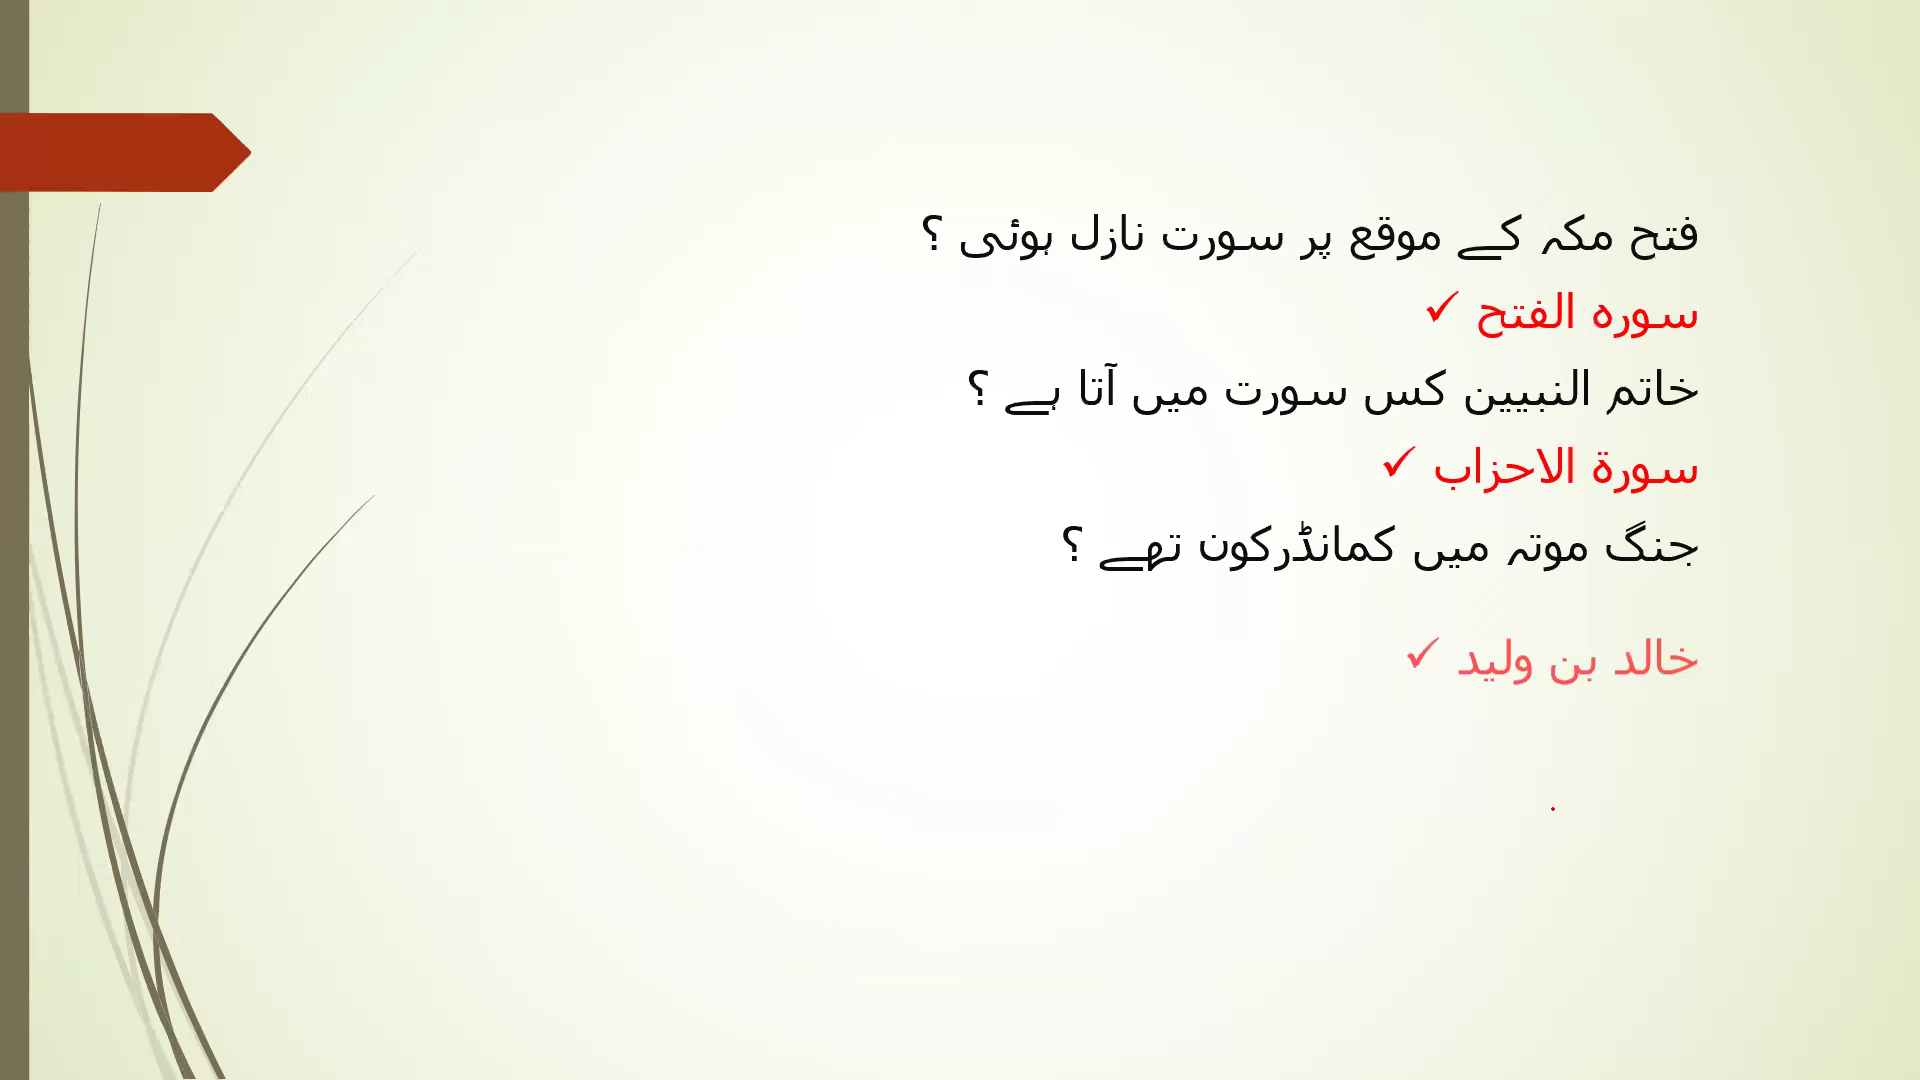 فتح مکہ کے موقع پر سورت نازل ہوئی ؟
سورہ الفتح ✓
خاتم النبیین کس سورت میں آتا ہے ؟
سورۃ الاحزاب ✓
جنگ موتہ میں کمانڈرکون تھے ؟
خالد بن ولید ✓